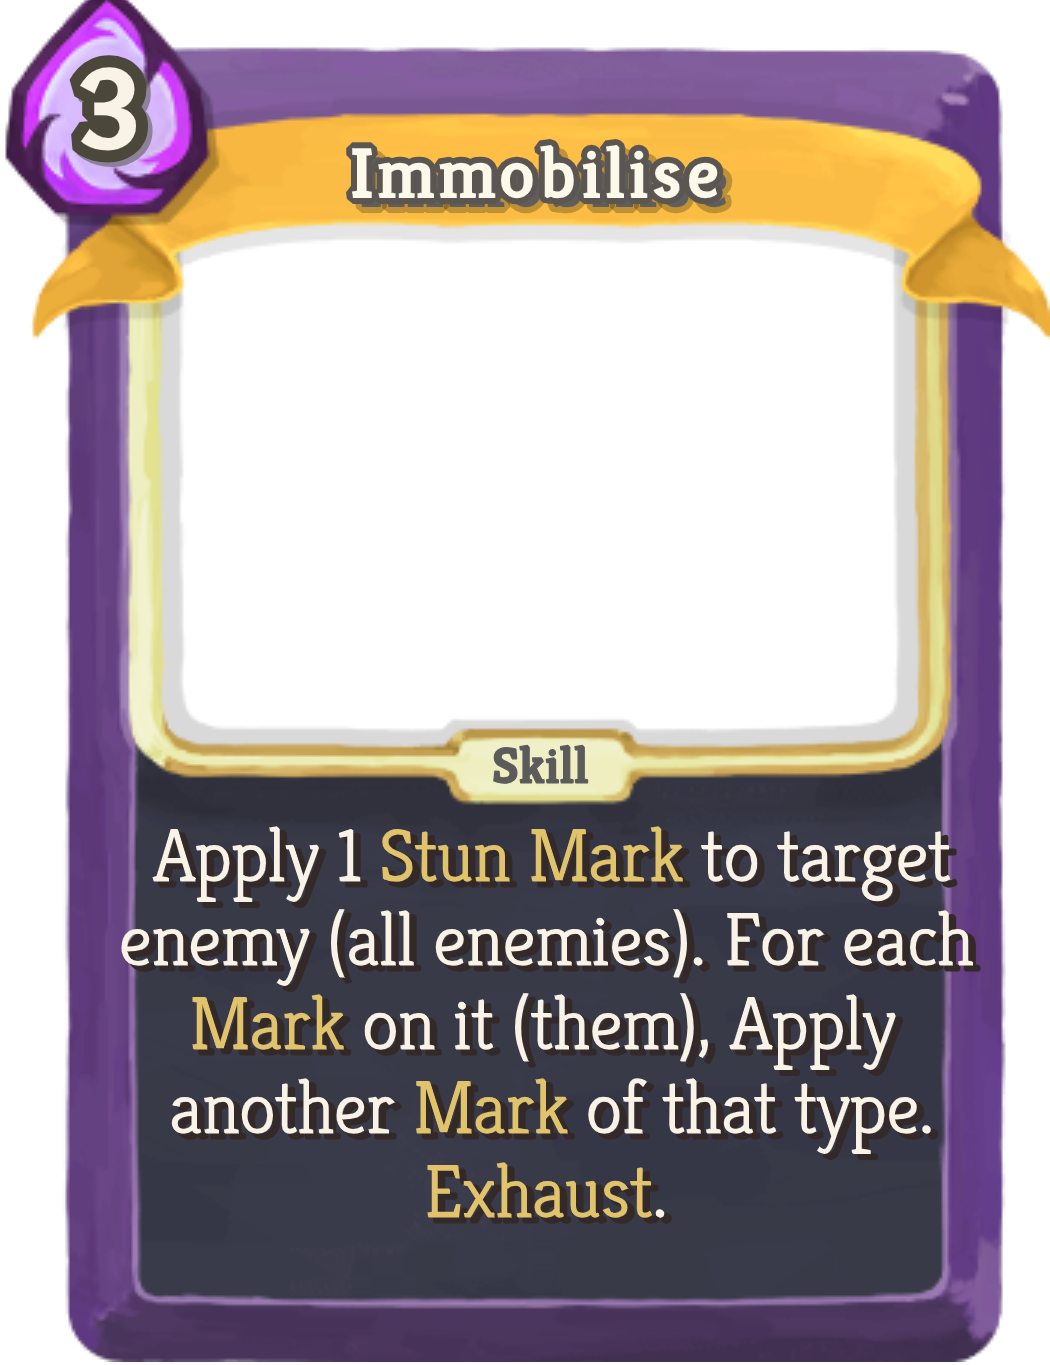 3
Immobilise
Skill
Apply 1 Stun Mark to target
enemy (all enemies). For each
Mark on it (them), Apply
another Mark of that type.
Exhaust.